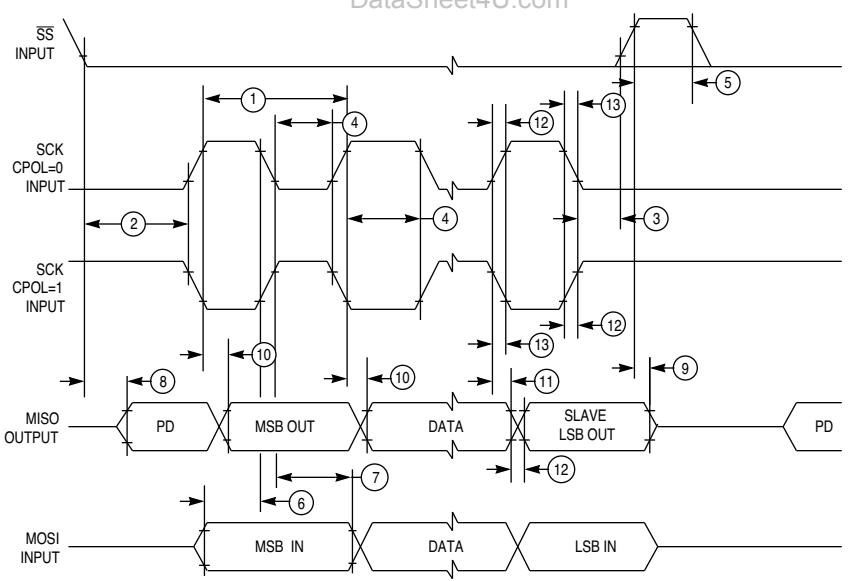 DataSheet4U.com
SS
INPUT
5
1
13
4
12
SCK
CPOL=0
INPUT
2
4
3
SCK
CPOL=1
INPUT
12
13
10
10
9
8
11
MISO
OUTPUT
PD
MSB OUT
DATA
SLAVE
LSB OUT
PD
12
7
6
MOSI
INPUT
MSB IN
DATA
LSB IN